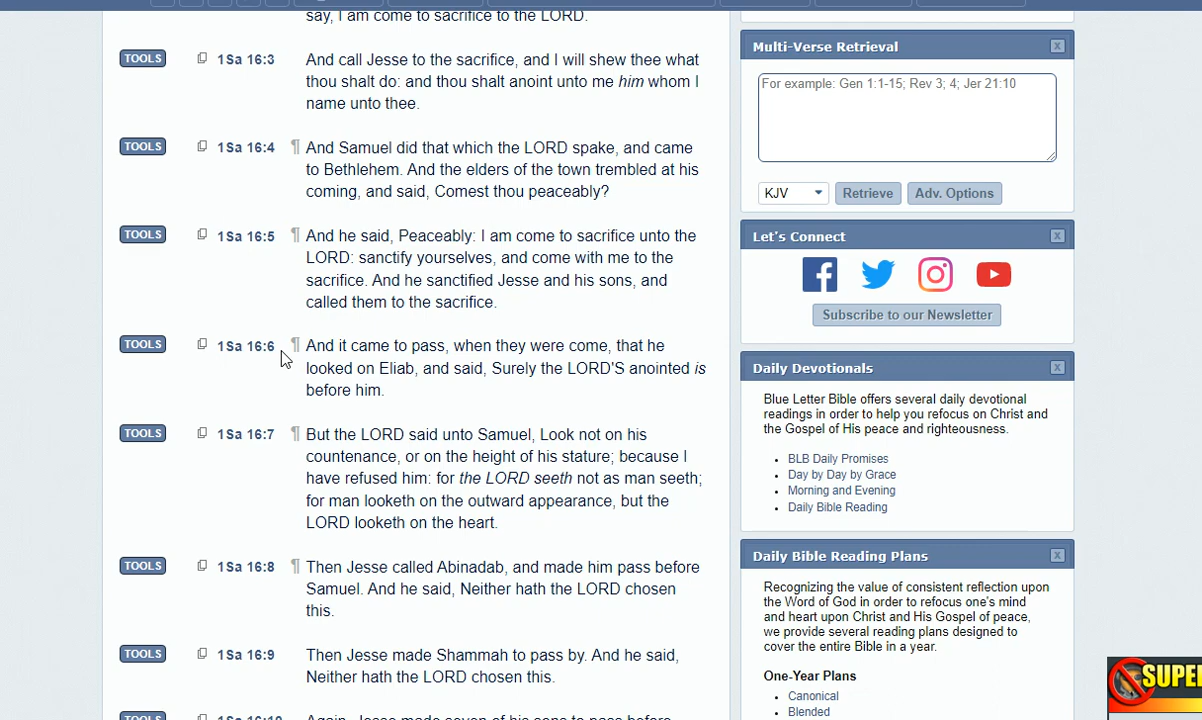 say, I am come to sacrifice to the LORD.
TOOLS 1Sa 16:3 And call Jesse to the sacrifice, and I will shew thee what
thou shalt do: and thou shalt anoint unto me him whom I
name unto thee.
TOOLS 1Sa 16:4 ¶ And Samuel did that which the LORD spake, and came
to Bethlehem. And the elders of the town trembled at his
coming, and said, Comest thou peaceably?
TOOLS 1Sa 16:5 ¶ And he said, Peaceably: I am come to sacrifice unto the
LORD: sanctify yourselves, and come with me to the
sacrifice. And he sanctified Jesse and his sons, and
called them to the sacrifice.
TOOLS 1Sa 16:6 ¶ And it came to pass, when they were come, that he
looked on Eliab, and said, Surely the LORD'S anointed is
before him.
TOOLS 1Sa 16:7 ¶ But the LORD said unto Samuel, Look not on his
countenance, or on the height of his stature; because I
have refused him: for the LORD seeth not as man seeth;
for man looketh on the outward appearance, but the
LORD looketh on the heart.
TOOLS 1Sa 16:8 ¶ Then Jesse called Abinadab, and made him pass before
Samuel. And he said, Neither hath the LORD chosen
this.
TOOLS 1Sa 16:9 Then Jesse made Shammah to pass by. And he said,
Neither hath the LORD chosen this.
TOOLS 1Sa 16:10 ¶ Again, Jesse made seven of his sons to pass before
Multi-Verse Retrieval x
For example: Gen 1:1-15; Rev 3; 4; Jer 21:10
KJV Retrieve Adv. Options
Let's Connect x
Subscribe to our Newsletter
Daily Devotionals x
Blue Letter Bible offers several daily devotional
readings in order to help you refocus on Christ and
the Gospel of His peace and righteousness.
• BLB Daily Promises
• Day by Day by Grace
• Morning and Evening
• Daily Bible Reading
Daily Bible Reading Plans x
Recognizing the value of consistent reflection upon
the Word of God in order to refocus one's mind
and heart upon Christ and His Gospel of peace,
we provide several reading plans designed to
cover the entire Bible in a year.
One-Year Plans
• Canonical
• Blended
SUPER